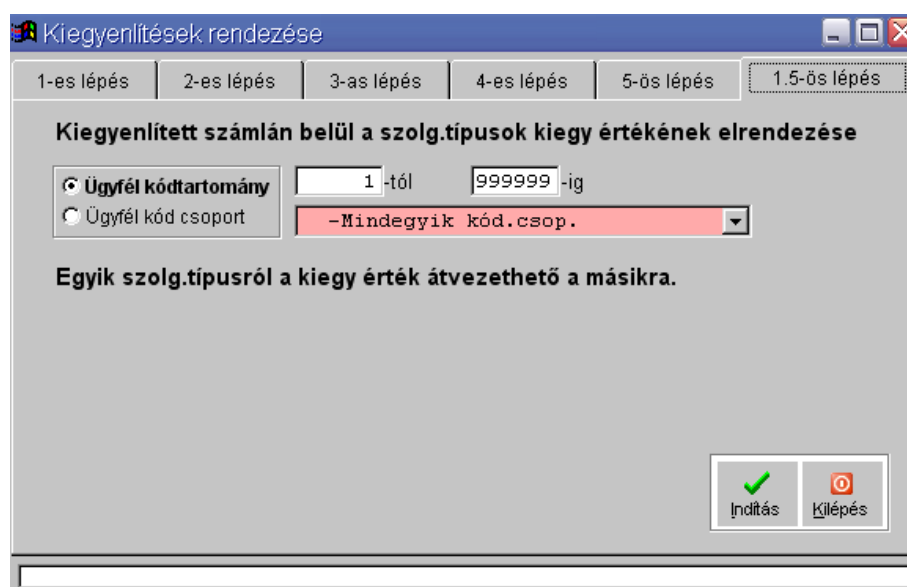 Kiegyenlítések rendezése
1-es lépés 2-es lépés 3-as lépés 4-es lépés 5-ös lépés 1.5-ös lépés
Kiegyenlített számlán belül a szolg.típusok kiegy értékének elrendezése
Ügyfél kódtartomány 1 -tól 999999 -ig
Ügyfél kód csoport -Mindegyik kód.csop.
Egyik szolg.típusról a kiegy érték átvezethető a másikra.
Indítás Kilépés